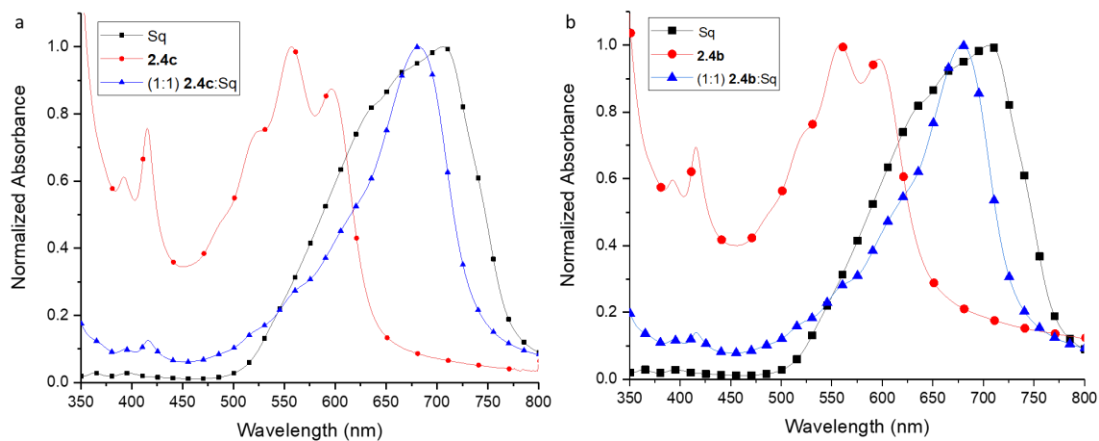 a
Sq
2.4c
(1:1) 2.4c:Sq
1.0
0.8
0.6
0.4
0.2
0.0
Normalized Absorbance
350 400 450 500 550 600 650 700 750 800
Wavelength (nm)
b
Sq
2.4b
(1:1) 2.4b:Sq
1.0
0.8
0.6
0.4
0.2
0.0
Normalized Absorbance
350 400 450 500 550 600 650 700 750 800
Wavelength (nm)